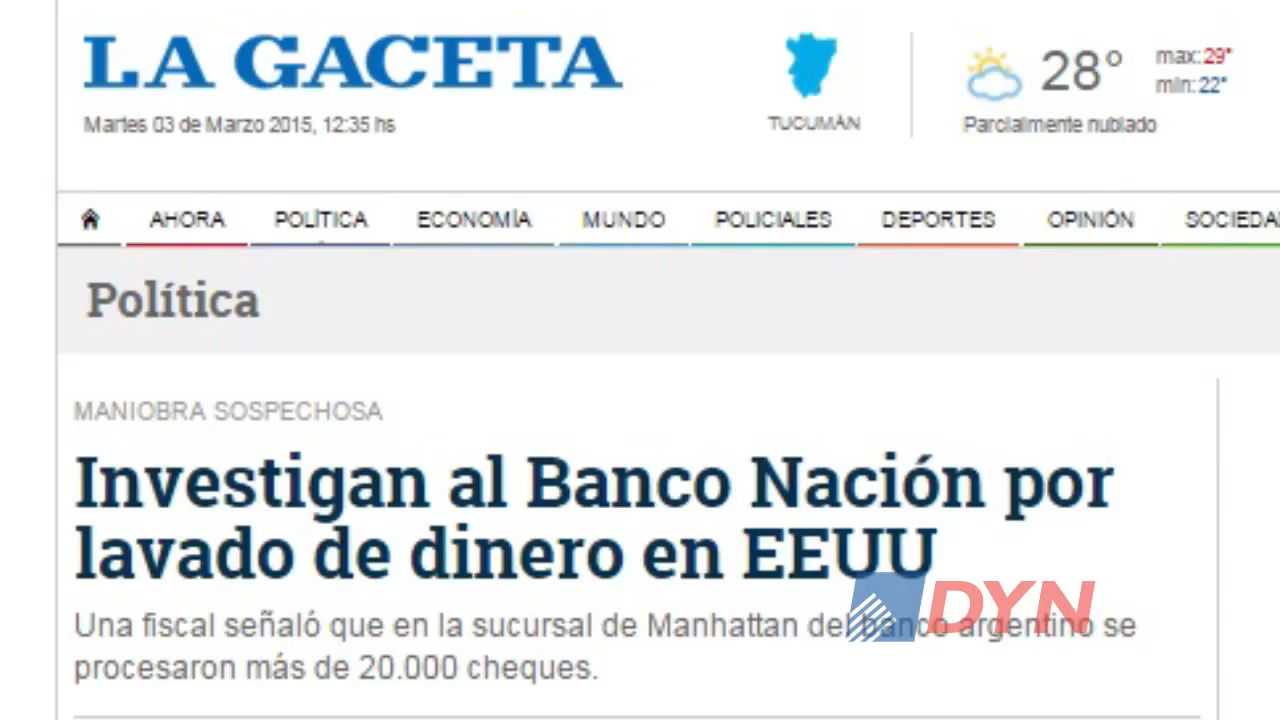 LA GACETA
Martes 03 de Marzo 2015, 12:35 hs
TUCUMÁN
28°
max: 29°
min: 22°
Parcialmente nublado
AHORA POLÍTICA ECONOMÍA MUNDO POLICIALES DEPORTES OPINIÓN SOCIEDA
Política
MANIOBRA SOSPECHOSA
Investigan al Banco Nación por
lavado de dinero en EEUU
DYN
Una fiscal señaló que en la sucursal de Manhattan del banco argentino se
procesaron más de 20.000 cheques.